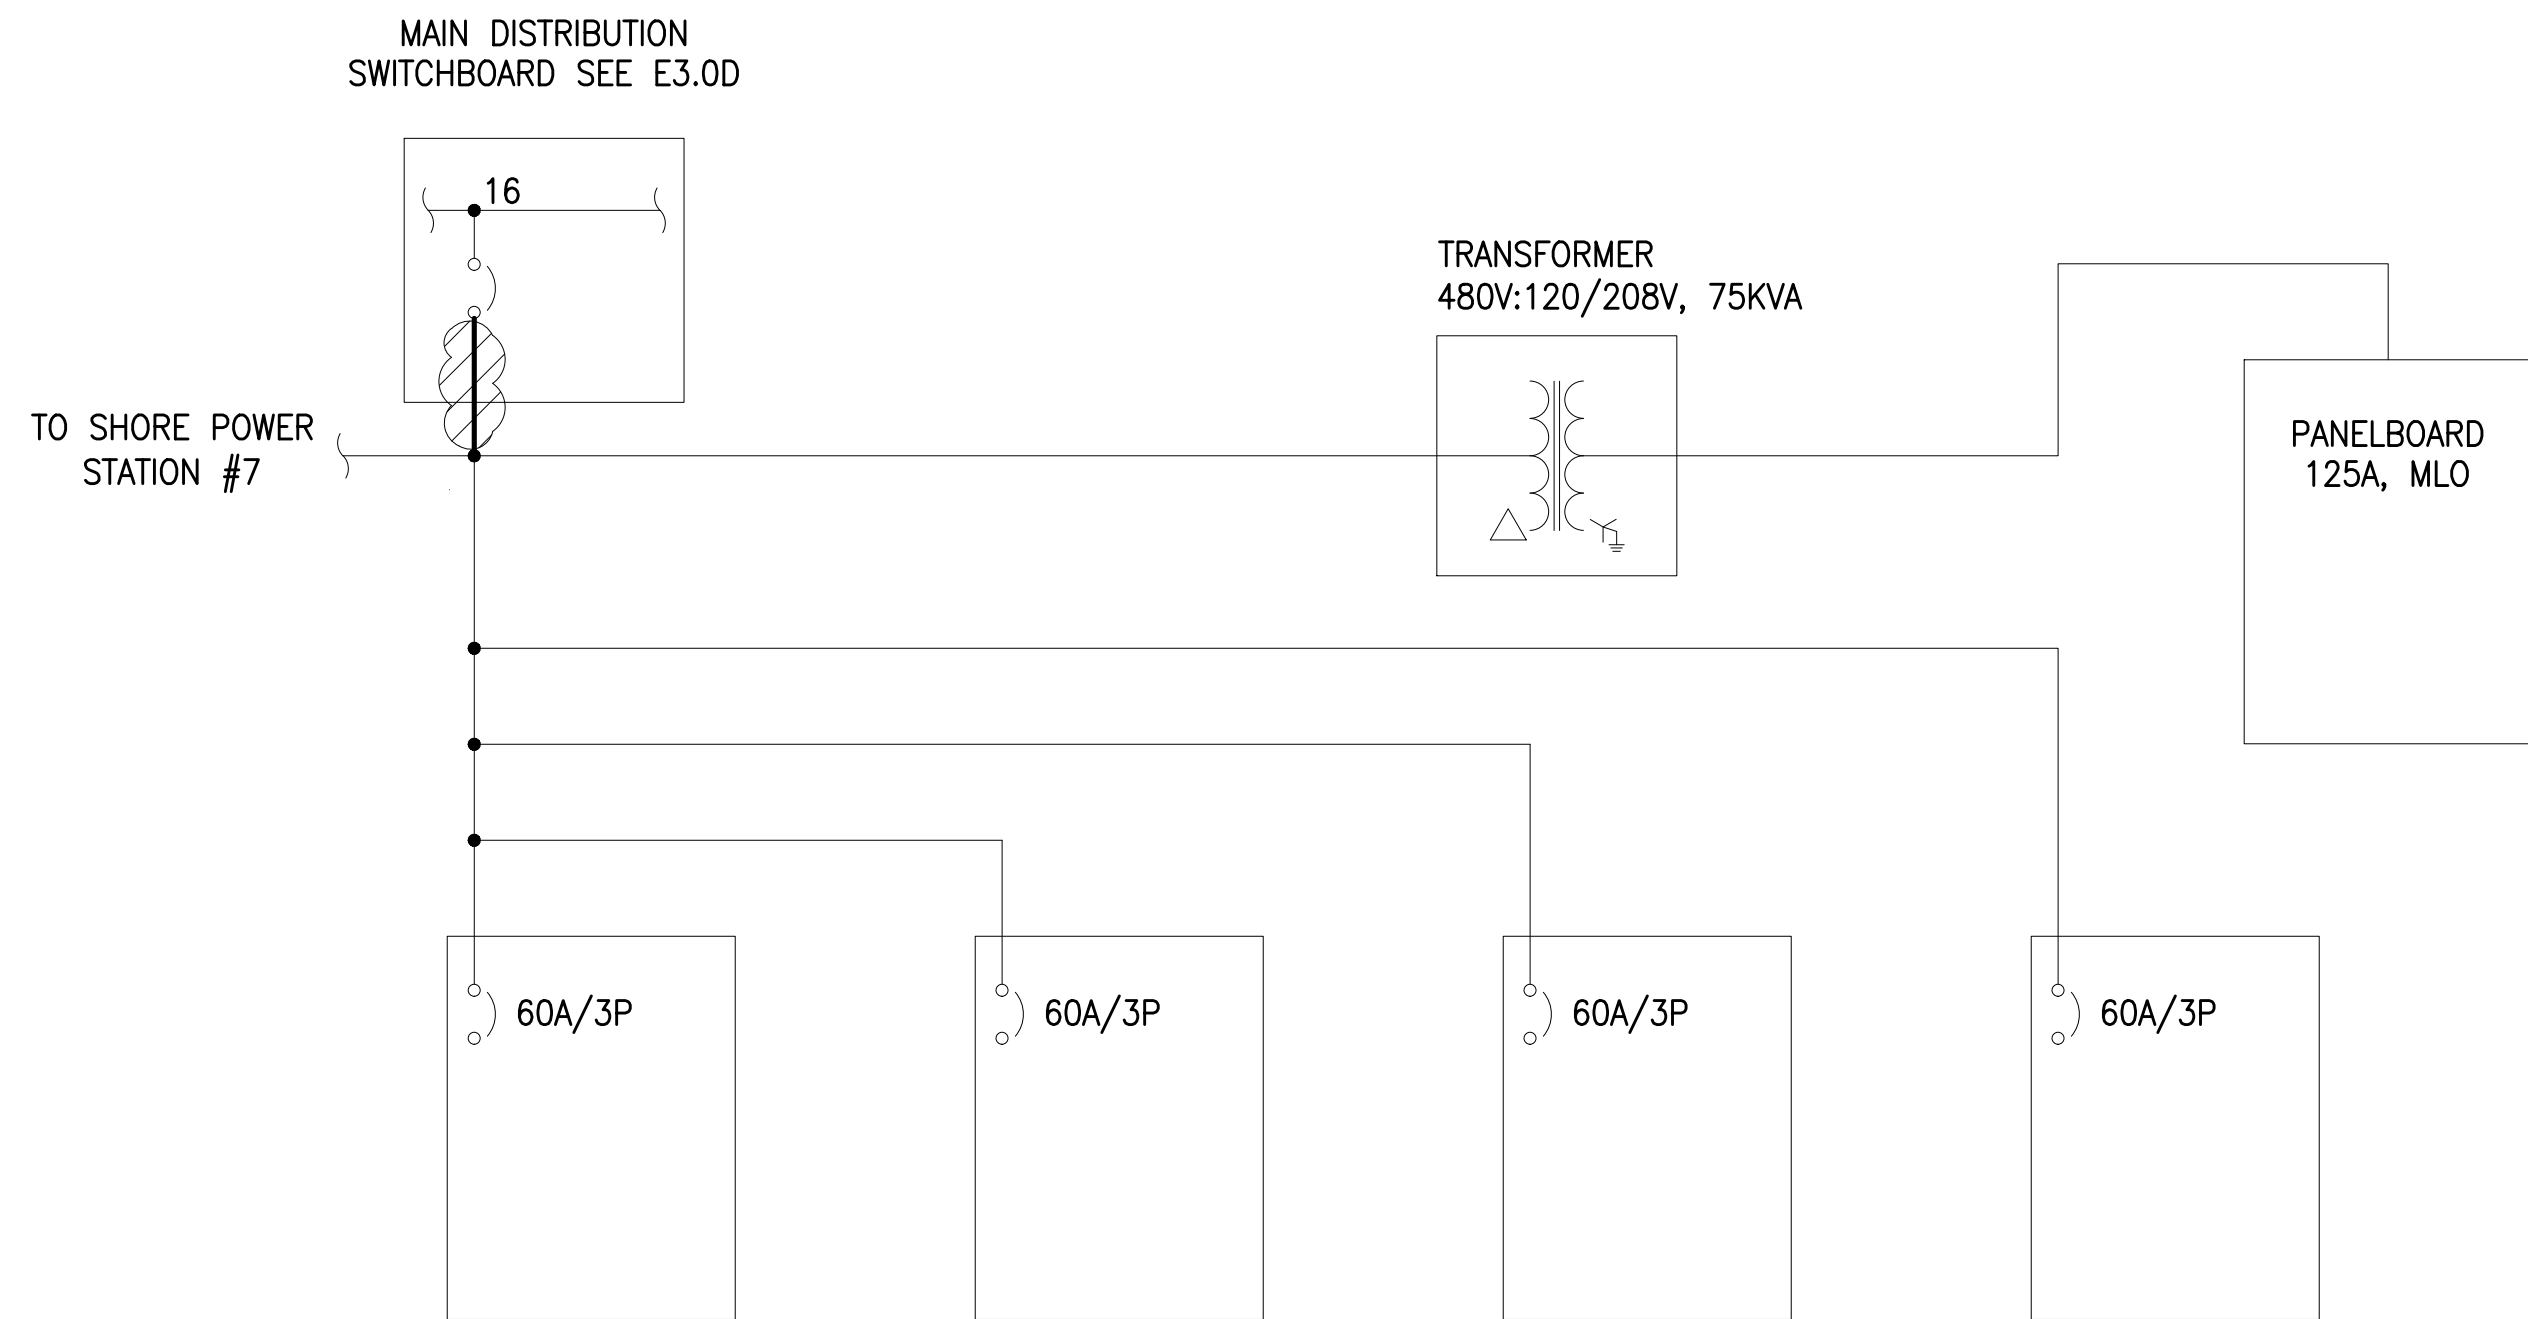 MAIN DISTRIBUTION
SWITCHBOARD SEE E3.0D
16
TRANSFORMER
480V:120/208V, 75KVA
TO SHORE POWER
STATION #7
PANELBOARD
125A, MLO
60A/3P
60A/3P
60A/3P
60A/3P